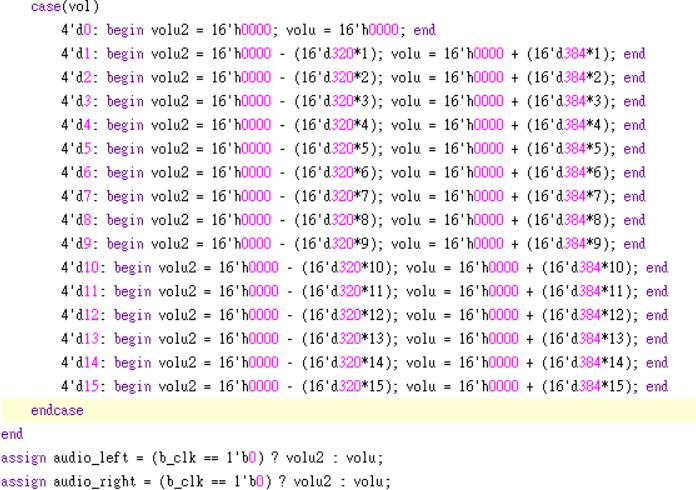 case(vol)
4'd0: begin volu2 = 16'h0000; volu = 16'h0000; end
4'd1: begin volu2 = 16'h0000 - (16'd320*1); volu = 16'h0000 + (16'd384*1); end
4'd2: begin volu2 = 16'h0000 - (16'd320*2); volu = 16'h0000 + (16'd384*2); end
4'd3: begin volu2 = 16'h0000 - (16'd320*3); volu = 16'h0000 + (16'd384*3); end
4'd4: begin volu2 = 16'h0000 - (16'd320*4); volu = 16'h0000 + (16'd384*4); end
4'd5: begin volu2 = 16'h0000 - (16'd320*5); volu = 16'h0000 + (16'd384*5); end
4'd6: begin volu2 = 16'h0000 - (16'd320*6); volu = 16'h0000 + (16'd384*6); end
4'd7: begin volu2 = 16'h0000 - (16'd320*7); volu = 16'h0000 + (16'd384*7); end
4'd8: begin volu2 = 16'h0000 - (16'd320*8); volu = 16'h0000 + (16'd384*8); end
4'd9: begin volu2 = 16'h0000 - (16'd320*9); volu = 16'h0000 + (16'd384*9); end
4'd10: begin volu2 = 16'h0000 - (16'd320*10); volu = 16'h0000 + (16'd384*10); end
4'd11: begin volu2 = 16'h0000 - (16'd320*11); volu = 16'h0000 + (16'd384*11); end
4'd12: begin volu2 = 16'h0000 - (16'd320*12); volu = 16'h0000 + (16'd384*12); end
4'd13: begin volu2 = 16'h0000 - (16'd320*13); volu = 16'h0000 + (16'd384*13); end
4'd14: begin volu2 = 16'h0000 - (16'd320*14); volu = 16'h0000 + (16'd384*14); end
4'd15: begin volu2 = 16'h0000 - (16'd320*15); volu = 16'h0000 + (16'd384*15); end
endcase
end
assign audio_left = (b_clk == 1'b0) ? volu2 : volu;
assign audio_right = (b_clk == 1'b0) ? volu2 : volu;